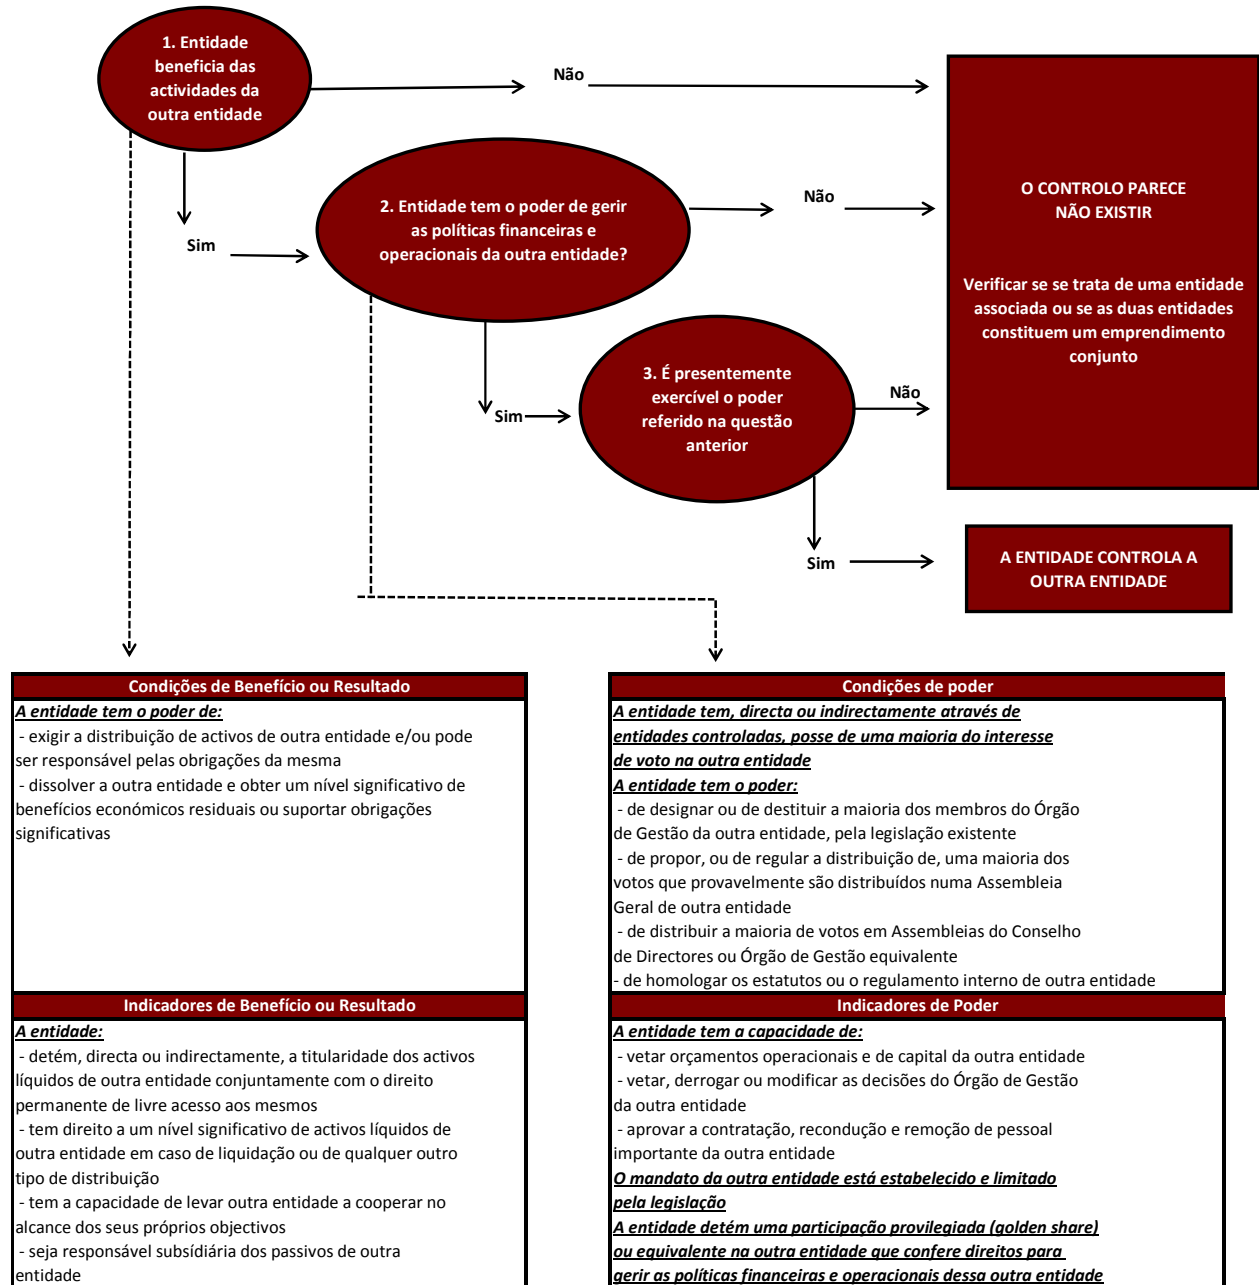 1. Entidade
beneficia das
actividades da
outra entidade
Não
Sim
2. Entidade tem o poder de gerir
as políticas financeiras e
operacionais da outra entidade?
Não
Sim
3. É presentemente
exercível o poder
referido na questão
anterior
Não
Sim
O CONTROLO PARECE
NÃO EXISTIR
Verificar se se trata de uma entidade
associada ou se as duas entidades
constituem um emprendimento
conjunto
A ENTIDADE CONTROLA A
OUTRA ENTIDADE
Condições de Benefício ou Resultado
A entidade tem o poder de:
- exigir a distribuição de activos de outra entidade e/ou pode
ser responsável pelas obrigações da mesma
- dissolver a outra entidade e obter um nível significativo de
benefícios económicos residuais ou suportar obrigações
significativas
Indicadores de Benefício ou Resultado
A entidade:
- detém, directa ou indirectamente, a titularidade dos activos
líquidos de outra entidade conjuntamente com o direito
permanente de livre acesso aos mesmos
- tem direito a um nível significativo de activos líquidos de
outra entidade em caso de liquidação ou de qualquer outro
tipo de distribuição
- tem a capacidade de levar outra entidade a cooperar no
alcance dos seus próprios objectivos
- seja responsável subsídiária dos passivos de outra
entidade
Condições de poder
A entidade tem, directa ou indirectamente através de
entidades controladas, posse de uma maioria do interesse
de voto na outra entidade
A entidade tem o poder:
- de designar ou de destituir a maioria dos membros do Órgão
de Gestão da outra entidade, pela legislação existente
- de propor, ou de regular a distribuição de, uma maioria dos
votos que provavelmente são distribuídos numa Assembleia
Geral de outra entidade
- de distribuir a maioria de votos em Assembleias do Conselho
de Directores ou Órgão de Gestão equivalente
- de homologar os estatutos ou o regulamento interno de outra entidade
Indicadores de Poder
A entidade tem a capacidade de:
- vetar orçamentos operacionais e de capital da outra entidade
- vetar, derrogar ou modificar as decisões do Órgão de Gestão
da outra entidade
- aprovar a contratação, recondução e remoção de pessoal
importante da outra entidade
O mandato da outra entidade está estabelecido e limitado
pela legislação
A entidade detém uma participação provilegiada (golden share)
ou equivalente na outra entidade que confere direitos para
gerir as políticas financeiras e operacionais dessa outra entidade